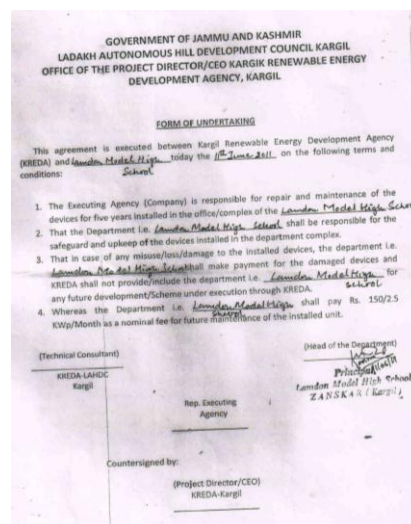 GOVERNMENT OF JAMMU AND KASHMIR
LADAKH AUTONOMOUS HILL DEVELOPMENT COUNCIL KARGIL
OFFICE OF THE PROJECT DIRECTOR/CEO KARGIK RENEWABLE ENERGY
DEVELOPMENT AGENCY, KARGIL
FORM OF UNDERTAKING
This agreement is executed between Kargil Renewable Energy Development Agency
(KREDA) and Lamdon Model High today the 11th June 2011 on the following terms and
conditions: School
1. The Executing Agency (Company) is responsible for repair and maintenance of the
devices for five years installed in the office/complex of the Lamdon Model High School
2. That the Department i.e. Lamdon Model High School shall be responsible for the
safeguard and upkeep of the devices installed in the department complex.
3. That in case of any misuse/loss/damage to the installed devices, the department i.e.
Lamdon Model High School shall make payment for the damaged devices and
KREDA shall not provide/include the department i.e. Lamdon Model High School for
any future development/Scheme under execution through KREDA.
4. Whereas the Department i.e. Lamdon Model High School shall pay Rs. 150/2.5
KWp/Month as a nominal fee for future maintenance of the installed unit.
(Technical Consultant)
KREDA-LAHDC
Kargil
(Head of the Department)
Principal
Lamdon Model High School
ZANSKAR (Kargil)
Rep. Executing
Agency
Countersigned by:
(Project Director/CEO)
KREDA-Kargil